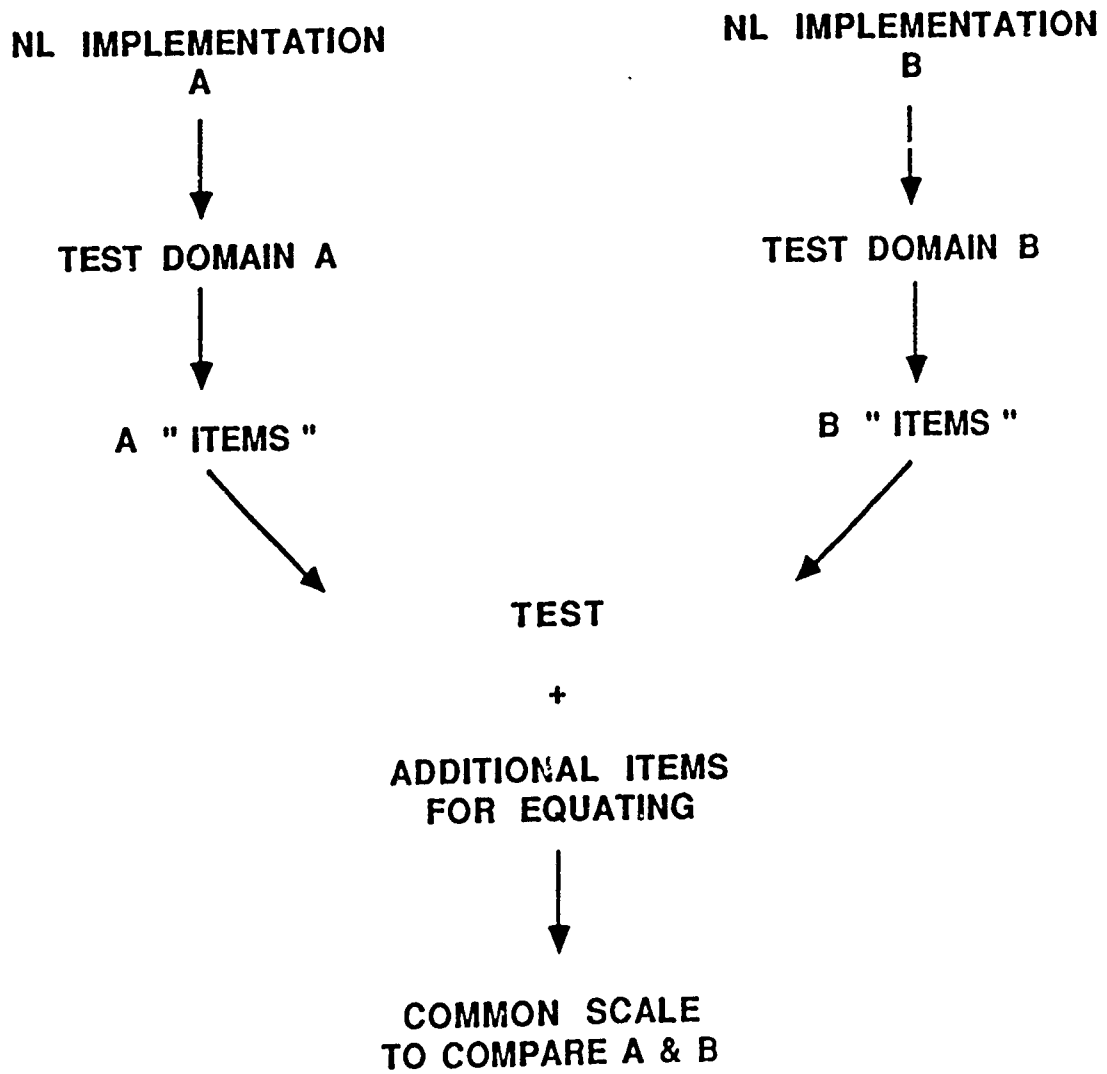 NL IMPLEMENTATION
A
NL IMPLEMENTATION
B
TEST DOMAIN A
TEST DOMAIN B
A " ITEMS "
B " ITEMS "
TEST
+
ADDITIONAL ITEMS
FOR EQUATING
COMMON SCALE
TO COMPARE A & B